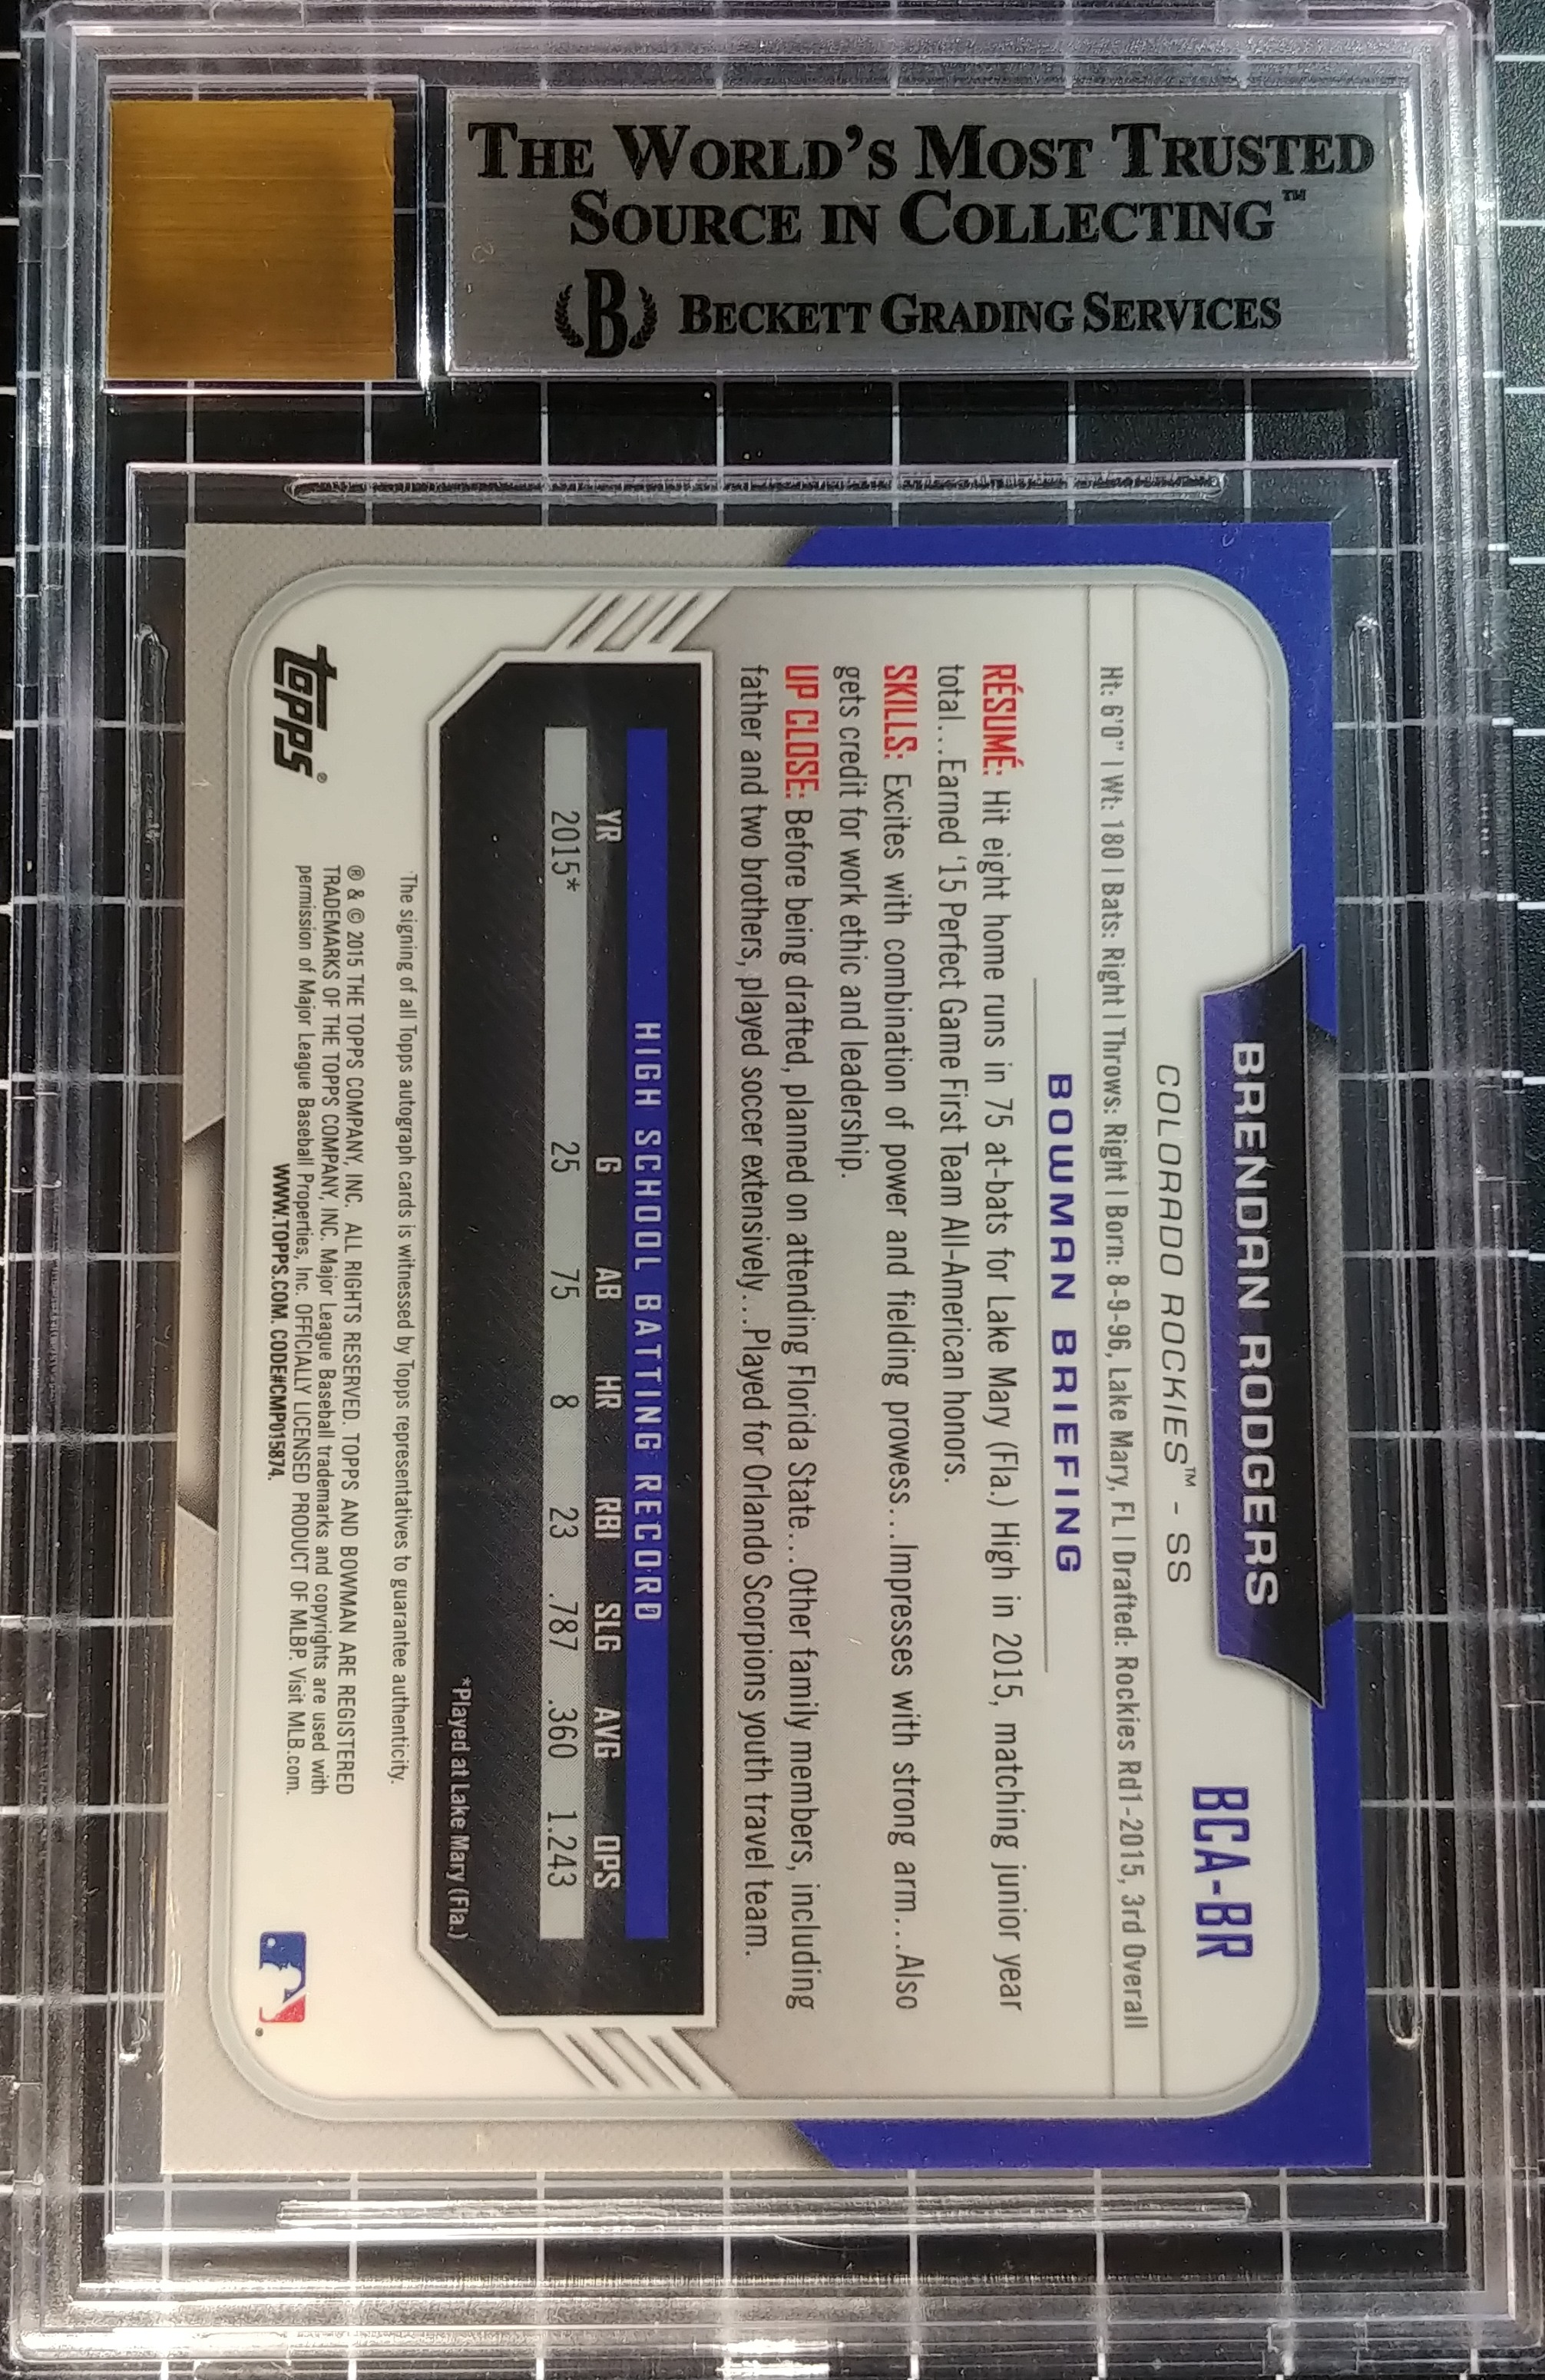 THE WORLD'S MOST TRUSTED
SOURCE IN COLLECTING™
B BECKETT GRADING SERVICES
BRENDAN RODGERS
BCA-BR
COLORADO ROCKIES™ - SS
Ht: 6'0" | Wt: 180 | Bats: Right | Throws: Right | Born: 8-9-96, Lake Mary, FL | Drafted: Rockies Rd1-2015, 3rd Overall
BOWMAN BRIEFING
RÉSUMÉ: Hit eight home runs in 75 at-bats for Lake Mary (Fla.) High in 2015, matching junior year
total...Earned '15 Perfect Game First Team All-American honors.
SKILLS: Excites with combination of power and fielding prowess...Impresses with strong arm...Also
gets credit for work ethic and leadership.
UP CLOSE: Before being drafted, planned on attending Florida State...Other family members, including
father and two brothers, played soccer extensively...Played for Orlando Scorpions youth travel team.
HIGH SCHOOL BATTING RECORD
YR G AB HR RBI SLG AVG OPS
2015* 25 75 8 23 .787 .360 1.243
*Played at Lake Mary (Fla.)
The signing of all Topps autograph cards is witnessed by Topps representatives to guarantee authenticity.
® & © 2015 THE TOPPS COMPANY, INC. ALL RIGHTS RESERVED. TOPPS AND BOWMAN ARE REGISTERED
TRADEMARKS OF THE TOPPS COMPANY, INC. Major League Baseball trademarks and copyrights are used with
permission of Major League Baseball Properties, Inc. OFFICIALLY LICENSED PRODUCT OF MLBP. Visit MLB.com.
WWW.TOPPS.COM. CODE#CMP015874.
topps®